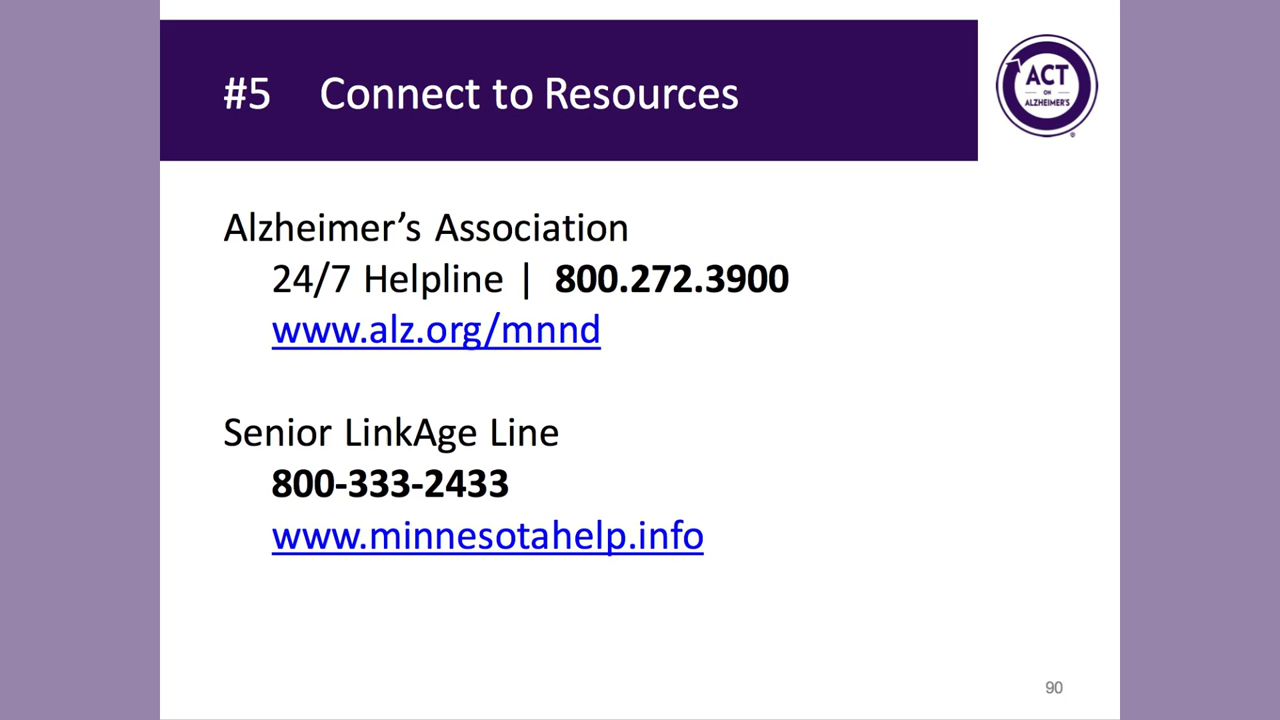 #5 Connect to Resources
ACT
ON
ALZHEIMER'S
®
Alzheimer’s Association
24/7 Helpline | 800.272.3900
www.alz.org/mnnd
Senior LinkAge Line
800-333-2433
www.minnesotahelp.info
90